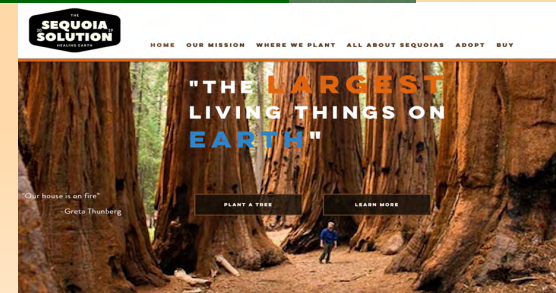 THE
SEQUOIA
SOLUTION
HEALING EARTH
HOME OUR MISSION WHERE WE PLANT ALL ABOUT SEQUOIAS ADOPT BUY
"THE LARGEST
LIVING THINGS ON
EARTH"
"Our house is on fire"
-Greta Thunberg
PLANT A TREE LEARN MORE